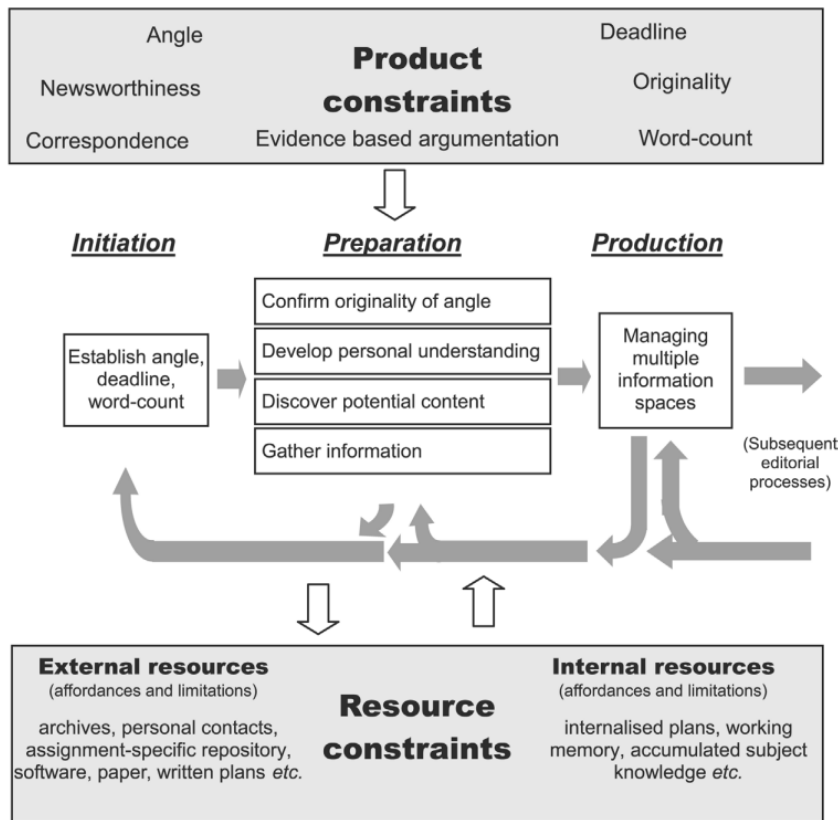 Angle
Deadline
Product
constraints
Newsworthiness
Originality
Correspondence
Evidence based argumentation
Word-count
Initiation
Preparation
Production
Establish angle,
deadline,
word-count
Confirm originality of angle
Develop personal understanding
Discover potential content
Gather information
Managing
multiple
information
spaces
(Subsequent
editorial
processes)
External resources
(affordances and limitations)
archives, personal contacts,
assignment-specific repository,
software, paper, written plans etc.
Resource
constraints
Internal resources
(affordances and limitations)
internalised plans, working
memory, accumulated subject
knowledge etc.